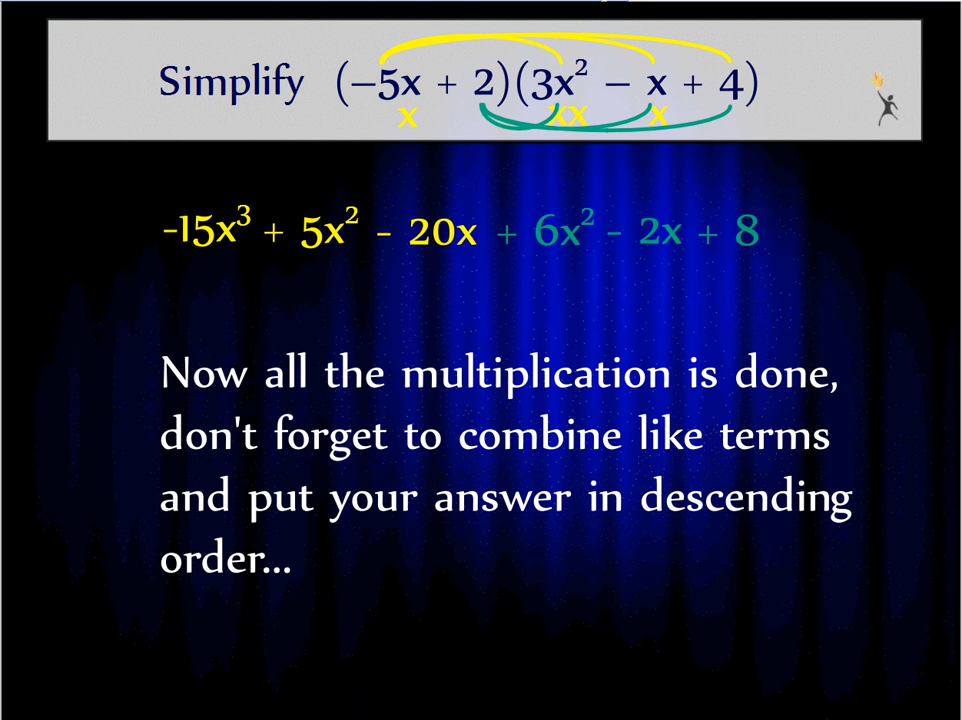 Simplify (−5x + 2)(3x² − x + 4)
x xx x
-15x³ + 5x² - 20x + 6x² - 2x + 8
Now all the multiplication is done,
don't forget to combine like terms
and put your answer in descending
order...